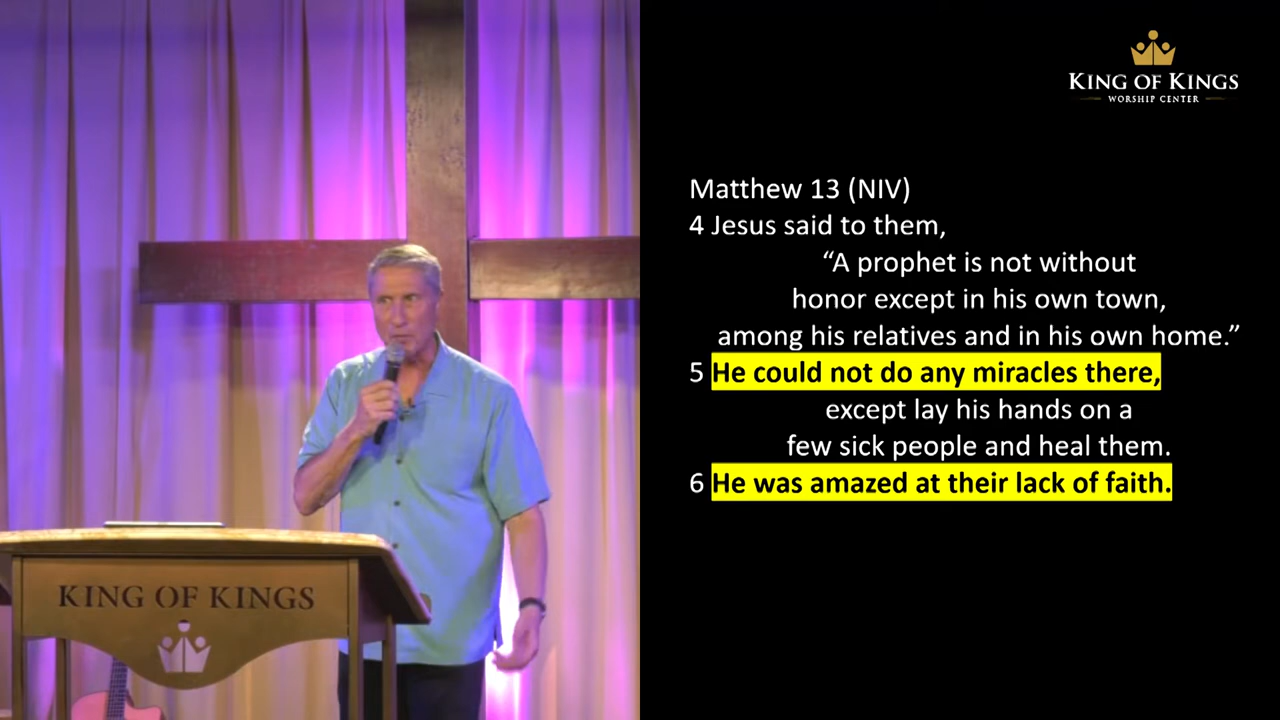 KING OF KINGS
WORSHIP CENTER
Matthew 13 (NIV)
4 Jesus said to them,
“A prophet is not without
honor except in his own town,
among his relatives and in his own home.”
5 He could not do any miracles there,
except lay his hands on a
few sick people and heal them.
6 He was amazed at their lack of faith.
KING OF KINGS